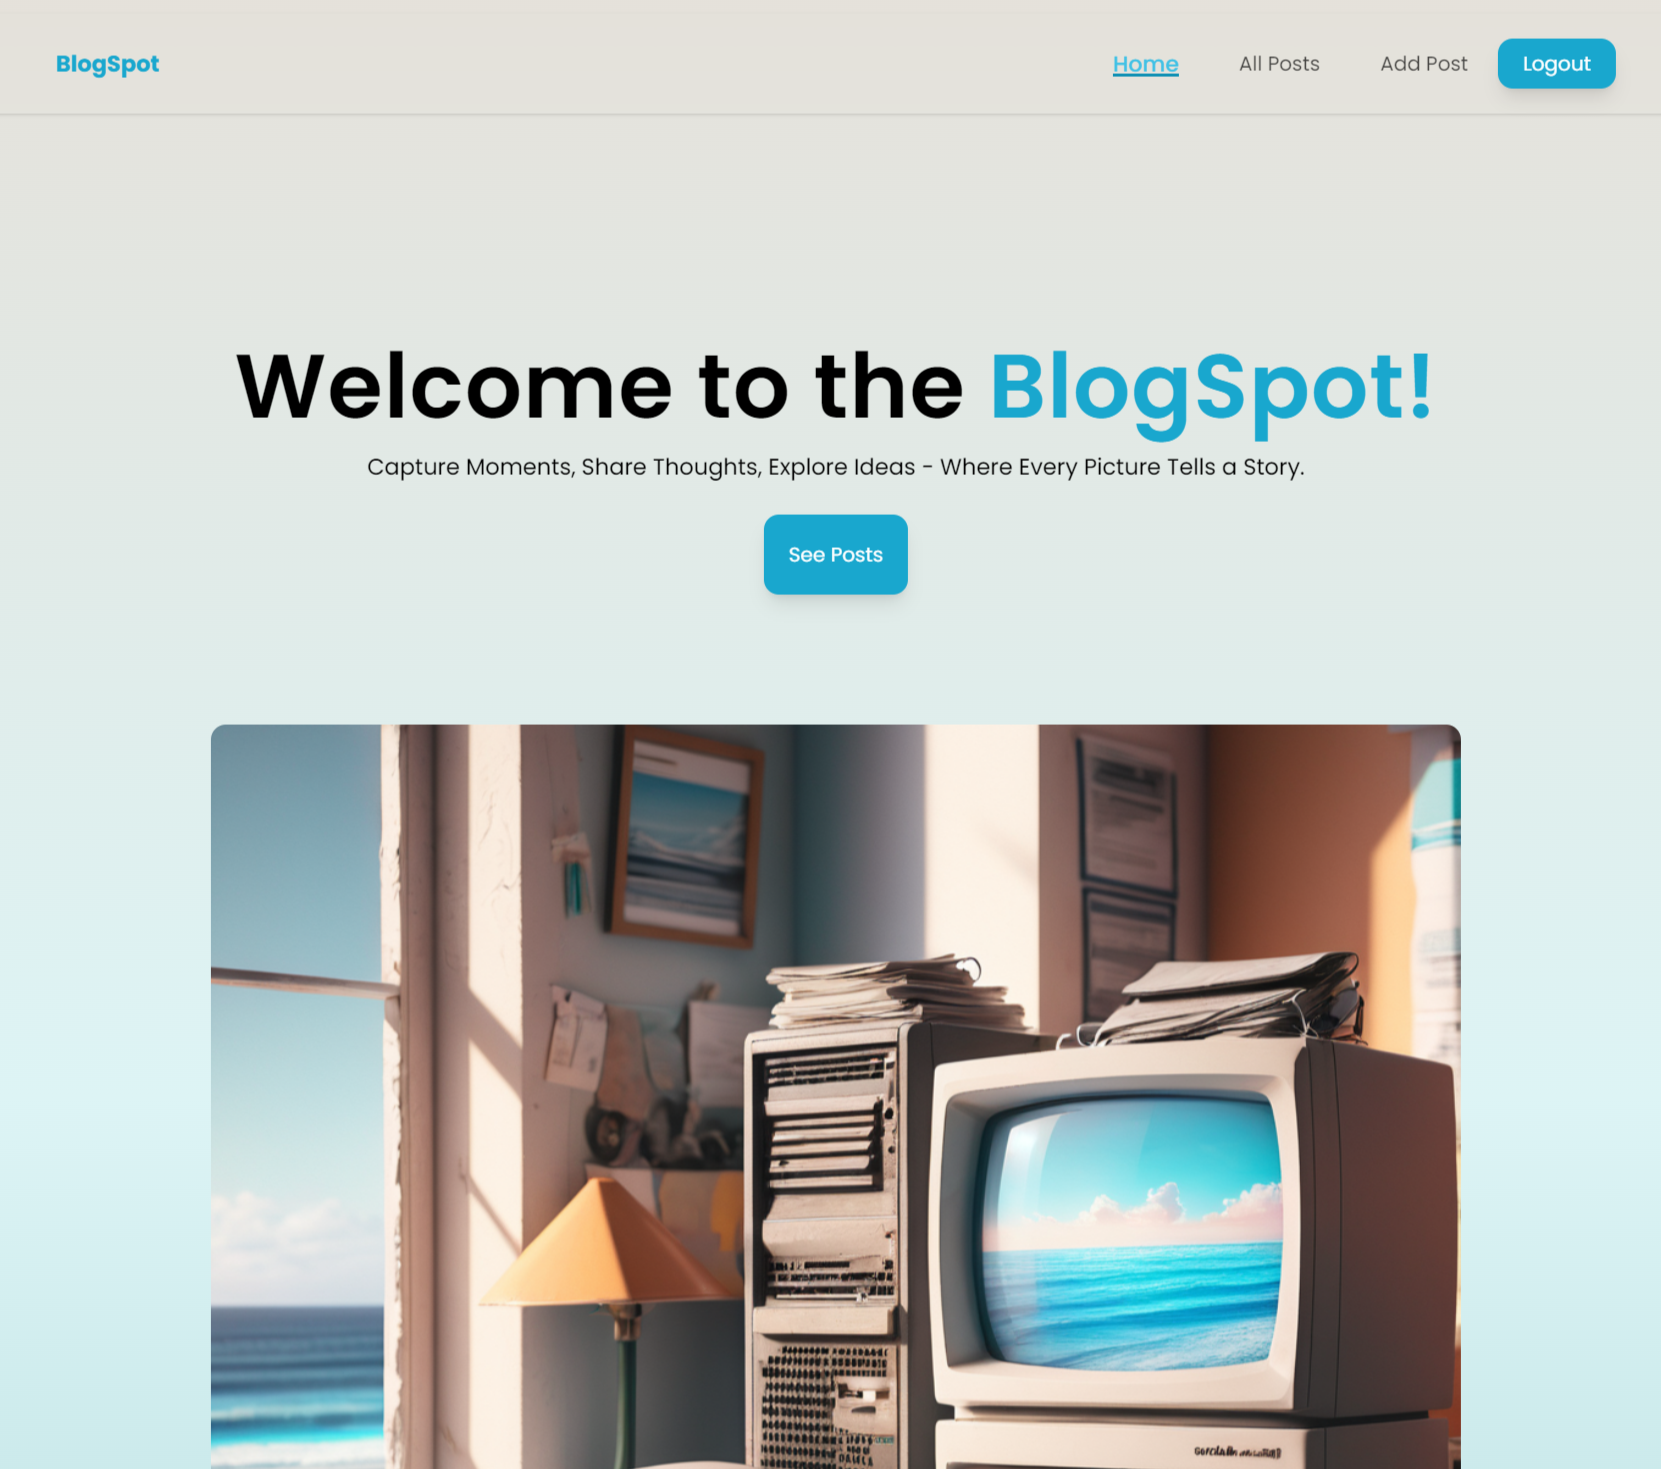 BlogSpot
Home
All Posts
Add Post
Logout
Welcome to the BlogSpot!
Capture Moments, Share Thoughts, Explore Ideas - Where Every Picture Tells a Story.
See Posts